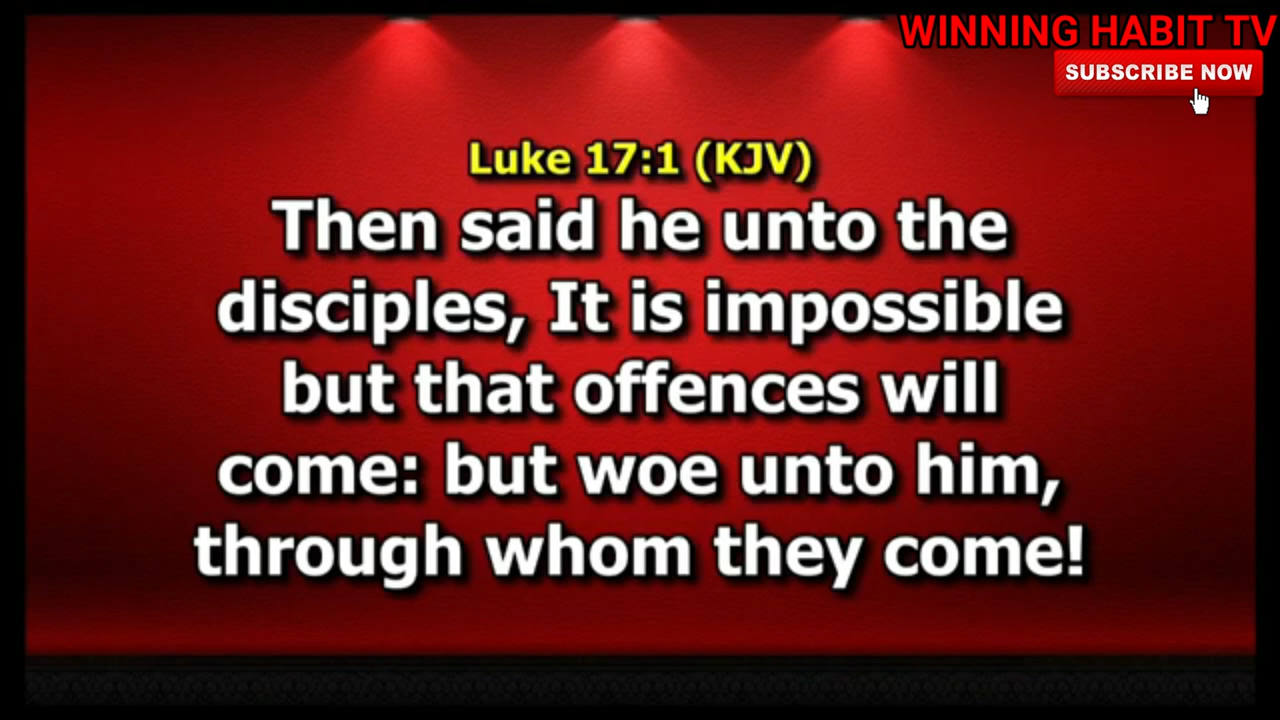 WINNING HABIT TV
SUBSCRIBE NOW
Luke 17:1 (KJV)
Then said he unto the
disciples, It is impossible
but that offences will
come: but woe unto him,
through whom they come!